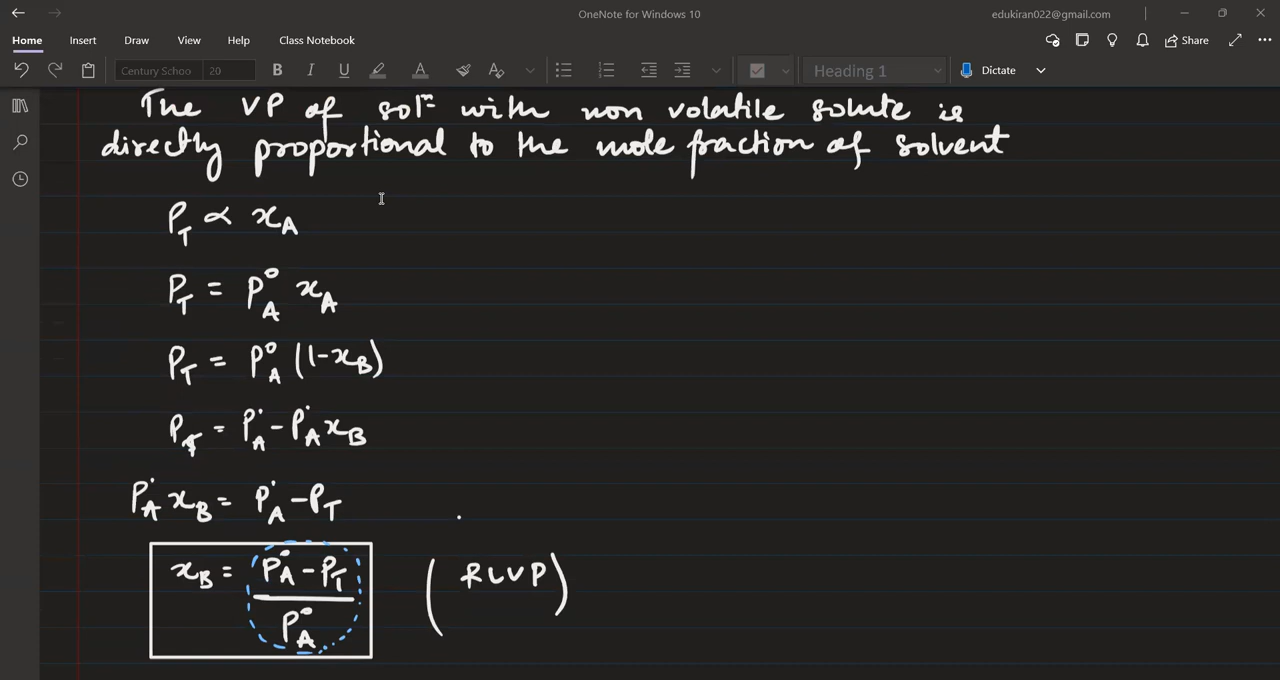 OneNote for Windows 10
edukiran022@gmail.com
Home Insert Draw View Help Class Notebook Share
Century Schoo 20 B I U A A Heading 1 Dictate
The VP of solⁿ with non volatile solute is
directly proportional to the mole fraction of solvent
P_T ∝ x_A
P_T = P°_A x_A
P_T = P°_A (1-x_B)
P_T = P°_A - P°_A x_B
P°_A x_B = P°_A - P_T
x_B = (P°_A - P_T) / P°_A (RLVP)